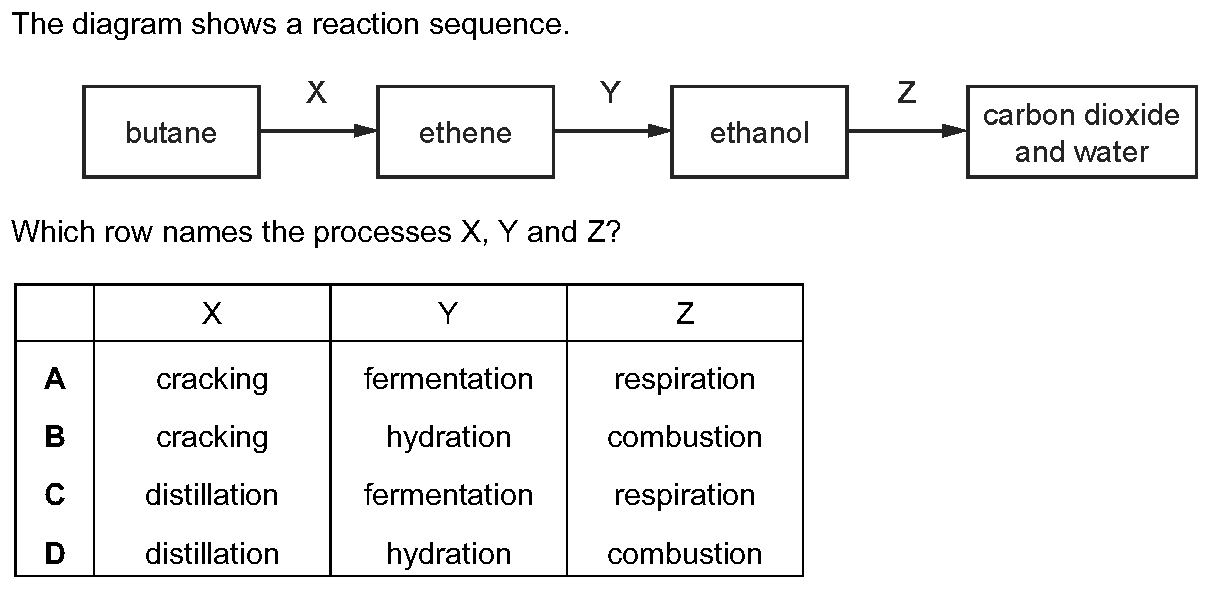 The diagram shows a reaction sequence.
X Y Z
butane ethene ethanol carbon dioxide and water
Which row names the processes X, Y and Z?
X Y Z
A cracking fermentation respiration
B cracking hydration combustion
C distillation fermentation respiration
D distillation hydration combustion